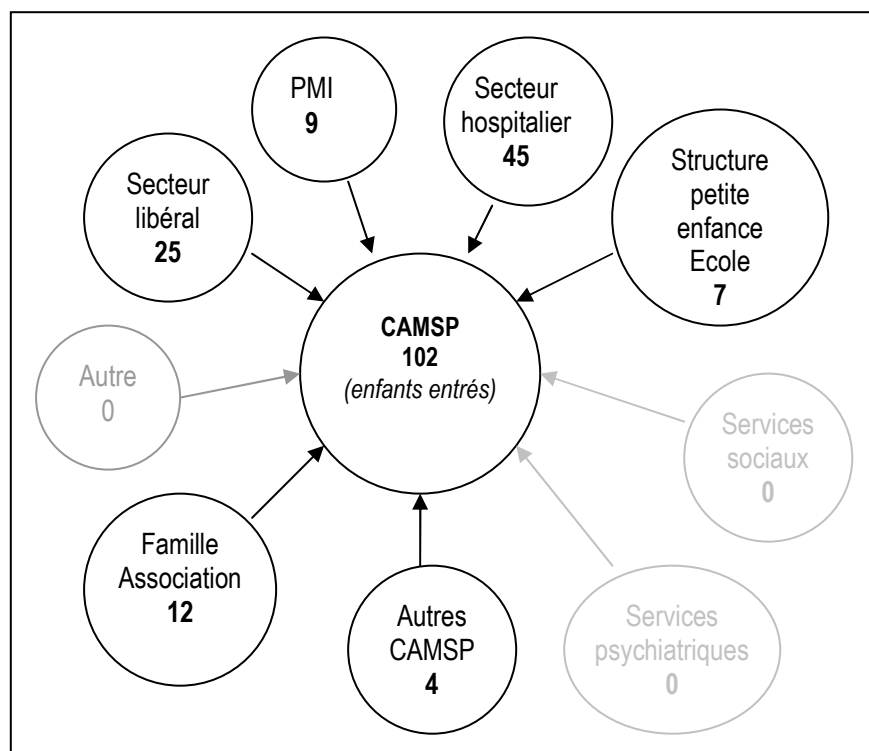 PMI
9
Secteur
hospitalier
45
Structure
petite
enfance
Ecole
7
Secteur
libéral
25
CAMSP
102
(enfants entrés)
Autre
0
Services
sociaux
0
Famille
Association
12
Autres
CAMSP
4
Services
psychiatriques
0